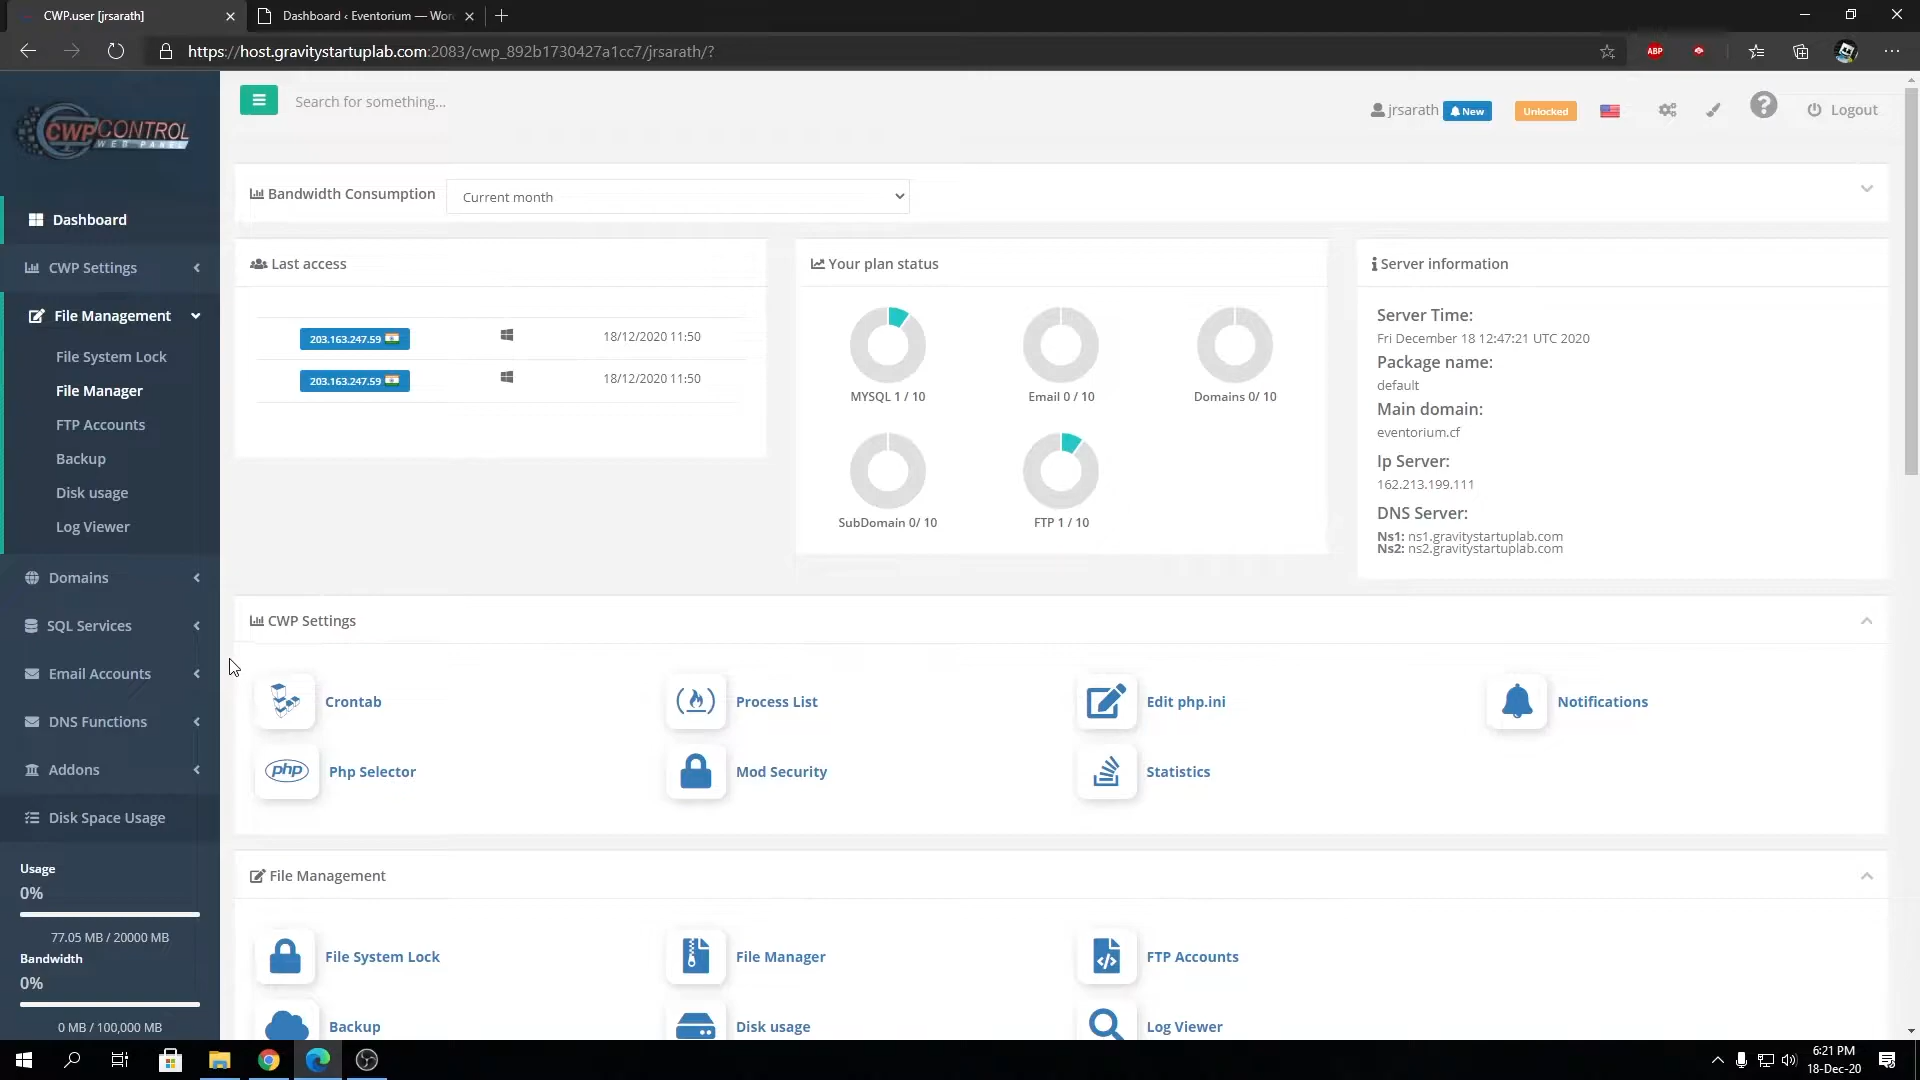 CWP.user [jrsarath]
Dashboard ‹ Eventorium — Wor
https://host.gravitystartuplab.com:2083/cwp_892b1730427a1cc7/jrsarath/?
ABP
CWPCONTROL
WEB PANEL
Search for something...
jrsarath
New
Unlocked
Logout
Dashboard
CWP Settings
File Management
File System Lock
File Manager
FTP Accounts
Backup
Disk usage
Log Viewer
Domains
SQL Services
Email Accounts
DNS Functions
Addons
Disk Space Usage
Usage
0%
77.05 MB / 20000 MB
Bandwidth
0%
0 MB / 100,000 MB
Bandwidth Consumption
Current month
Last access
203.163.247.59
18/12/2020 11:50
203.163.247.59
18/12/2020 11:50
Your plan status
MYSQL 1 / 10
Email 0 / 10
Domains 0/ 10
SubDomain 0/ 10
FTP 1 / 10
Server information
Server Time:
Fri December 18 12:47:21 UTC 2020
Package name:
default
Main domain:
eventorium.cf
Ip Server:
162.213.199.111
DNS Server:
Ns1: ns1.gravitystartuplab.com
Ns2: ns2.gravitystartuplab.com
CWP Settings
Crontab
Process List
Edit php.ini
Notifications
php
Php Selector
Mod Security
Statistics
File Management
File System Lock
File Manager
FTP Accounts
Backup
Disk usage
Log Viewer
6:21 PM
18-Dec-20